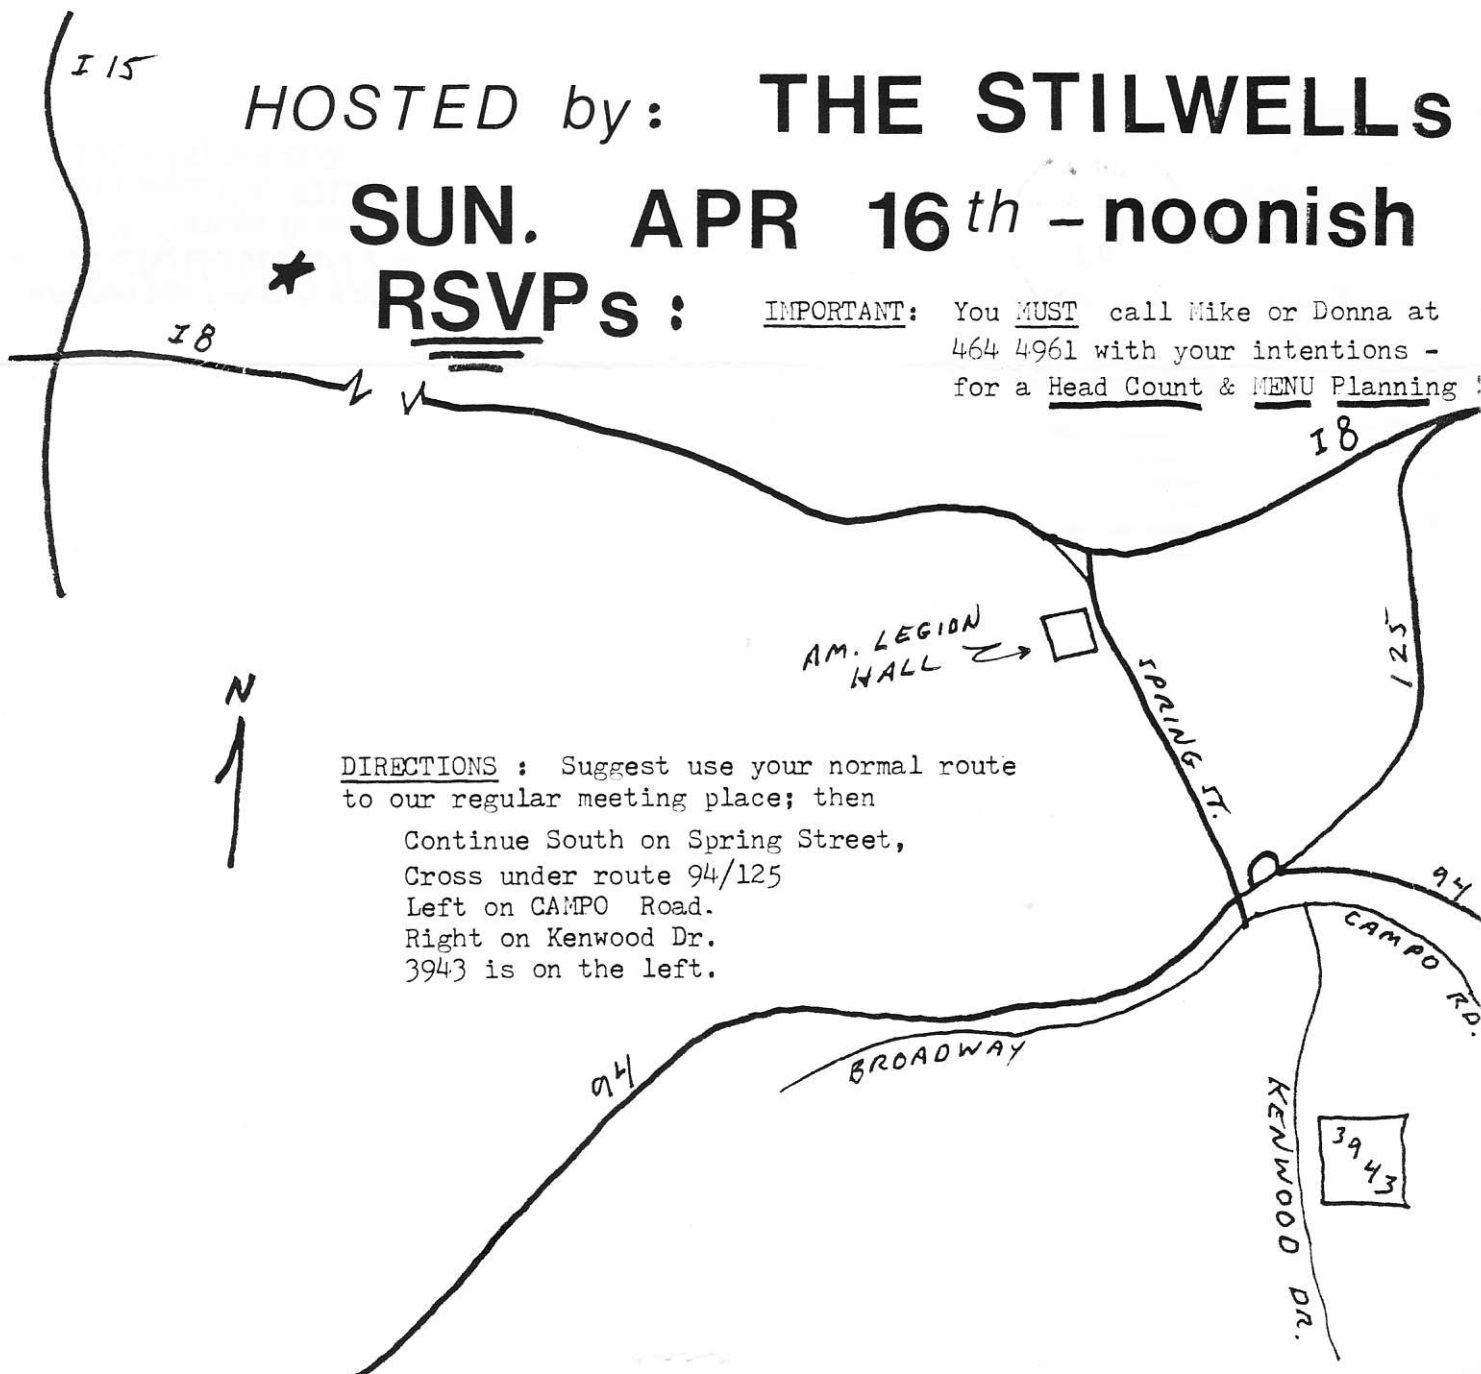 I 15
HOSTED by: THE STILWELLs
SUN. APR 16th - noonish
* RSVPs :
IMPORTANT: You MUST call Mike or Donna at
464 4961 with your intentions -
for a Head Count & MENU Planning !
I8
I8
125
AM. LEGION
HALL
SPRING ST.
N
DIRECTIONS : Suggest use your normal route
to our regular meeting place; then
Continue South on Spring Street,
Cross under route 94/125
Left on CAMPO Road.
Right on Kenwood Dr.
3943 is on the left.
94
CAMPO RD.
BROADWAY
94
KENWOOD DR.
3943